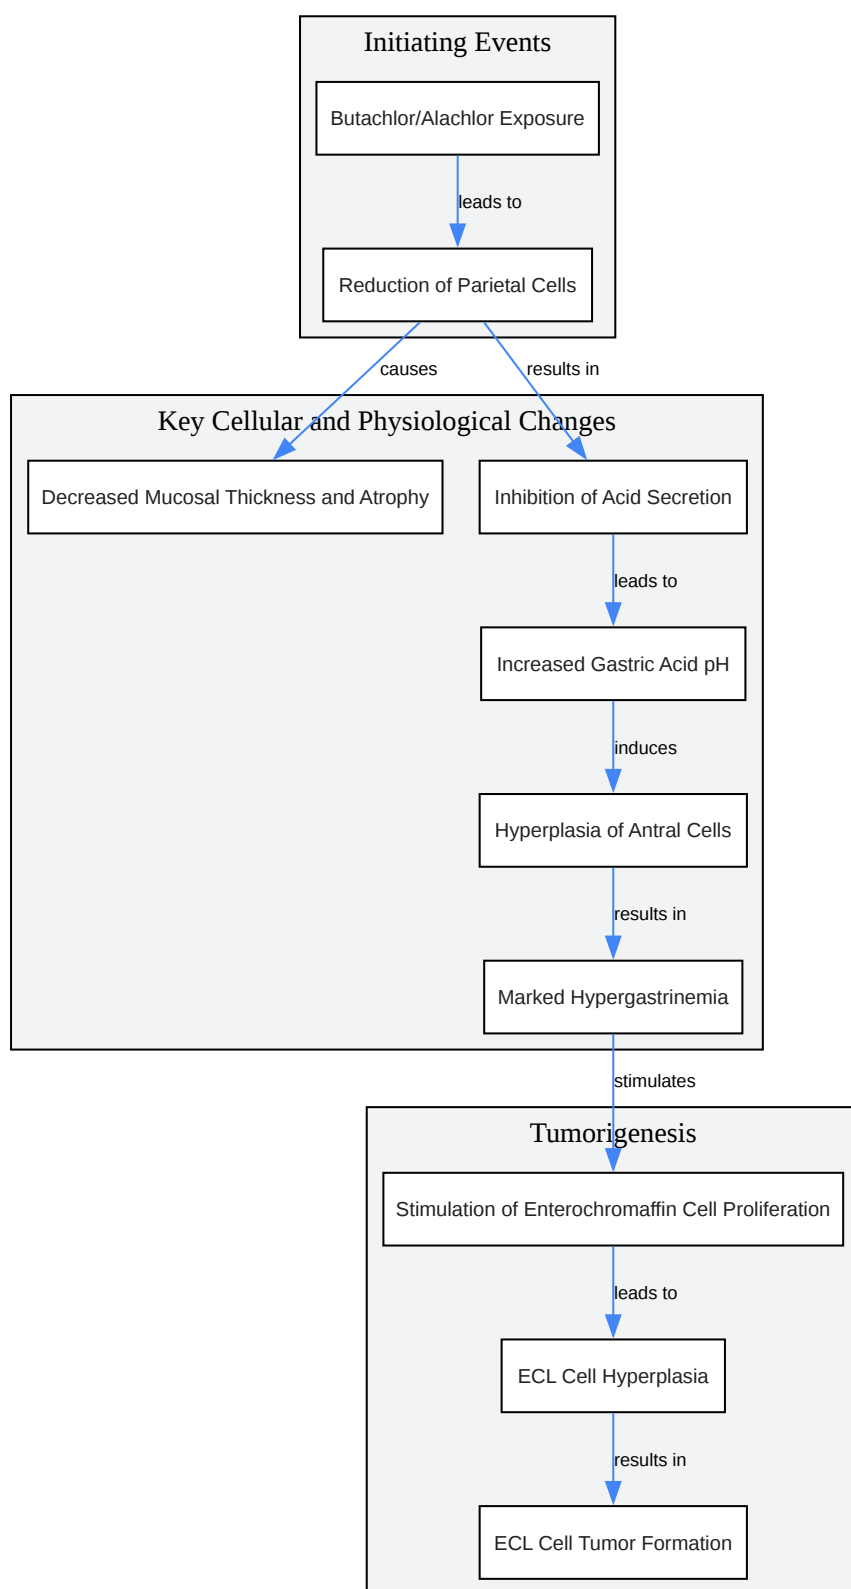 Initiating Events
Butachlor/Alachlor Exposure
leads to
Reduction of Parietal Cells
causes
results in
Key Cellular and Physiological Changes
Decreased Mucosal Thickness and Atrophy
Inhibition of Acid Secretion
leads to
Increased Gastric Acid pH
induces
Hyperplasia of Antral Cells
results in
Marked Hypergastrinemia
stimulates
Tumorigenesis
Stimulation of Enterochromaffin Cell Proliferation
leads to
ECL Cell Hyperplasia
results in
ECL Cell Tumor Formation